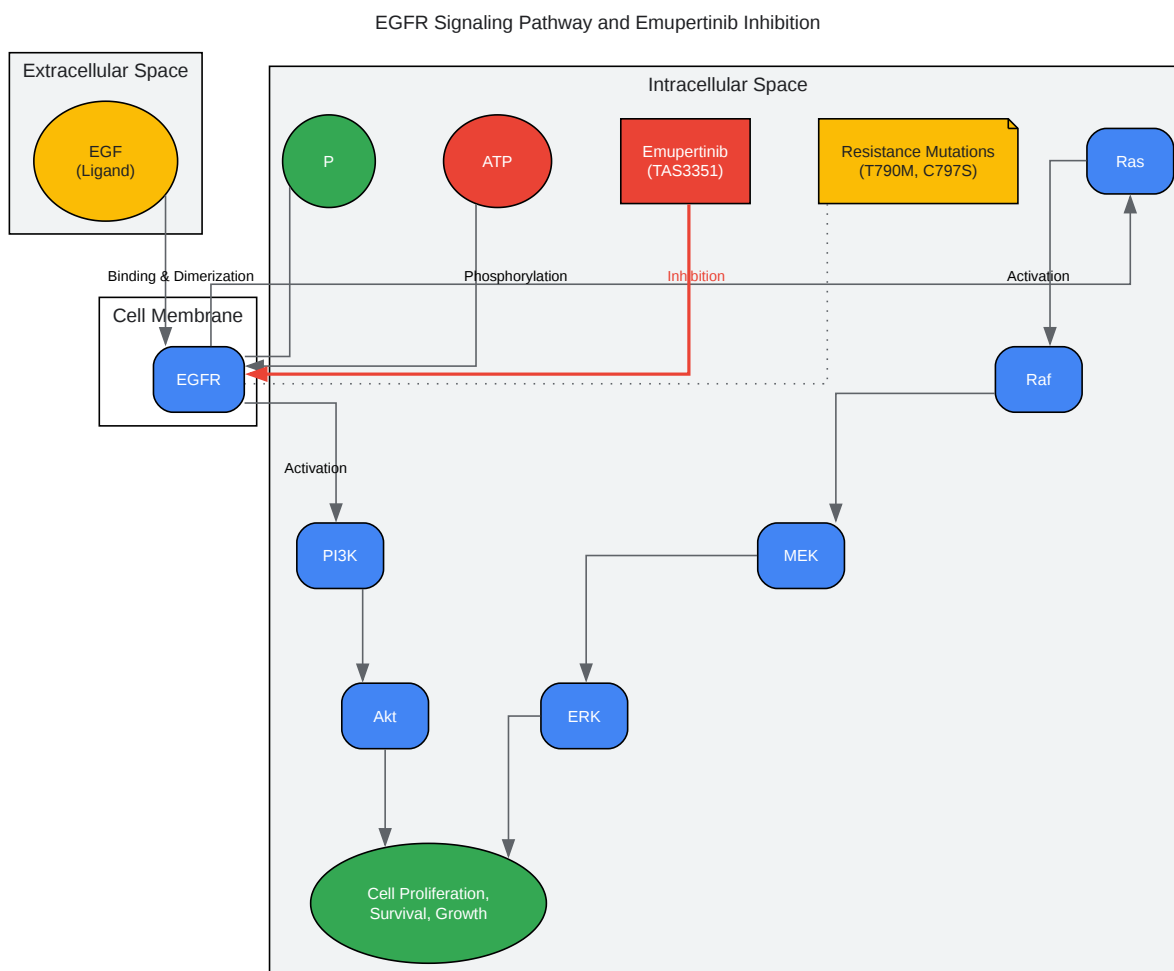 EGFR Signaling Pathway and Emupertinib Inhibition
Extracellular Space
Intracellular Space
EGF
(Ligand)
P
ATP
Emupertinib
(TAS3351)
Resistance Mutations
(T790M, C797S)
Ras
Binding & Dimerization
Phosphorylation
Inhibition
Activation
Cell Membrane
EGFR
Raf
Activation
PI3K
MEK
Akt
ERK
Cell Proliferation,
Survival, Growth